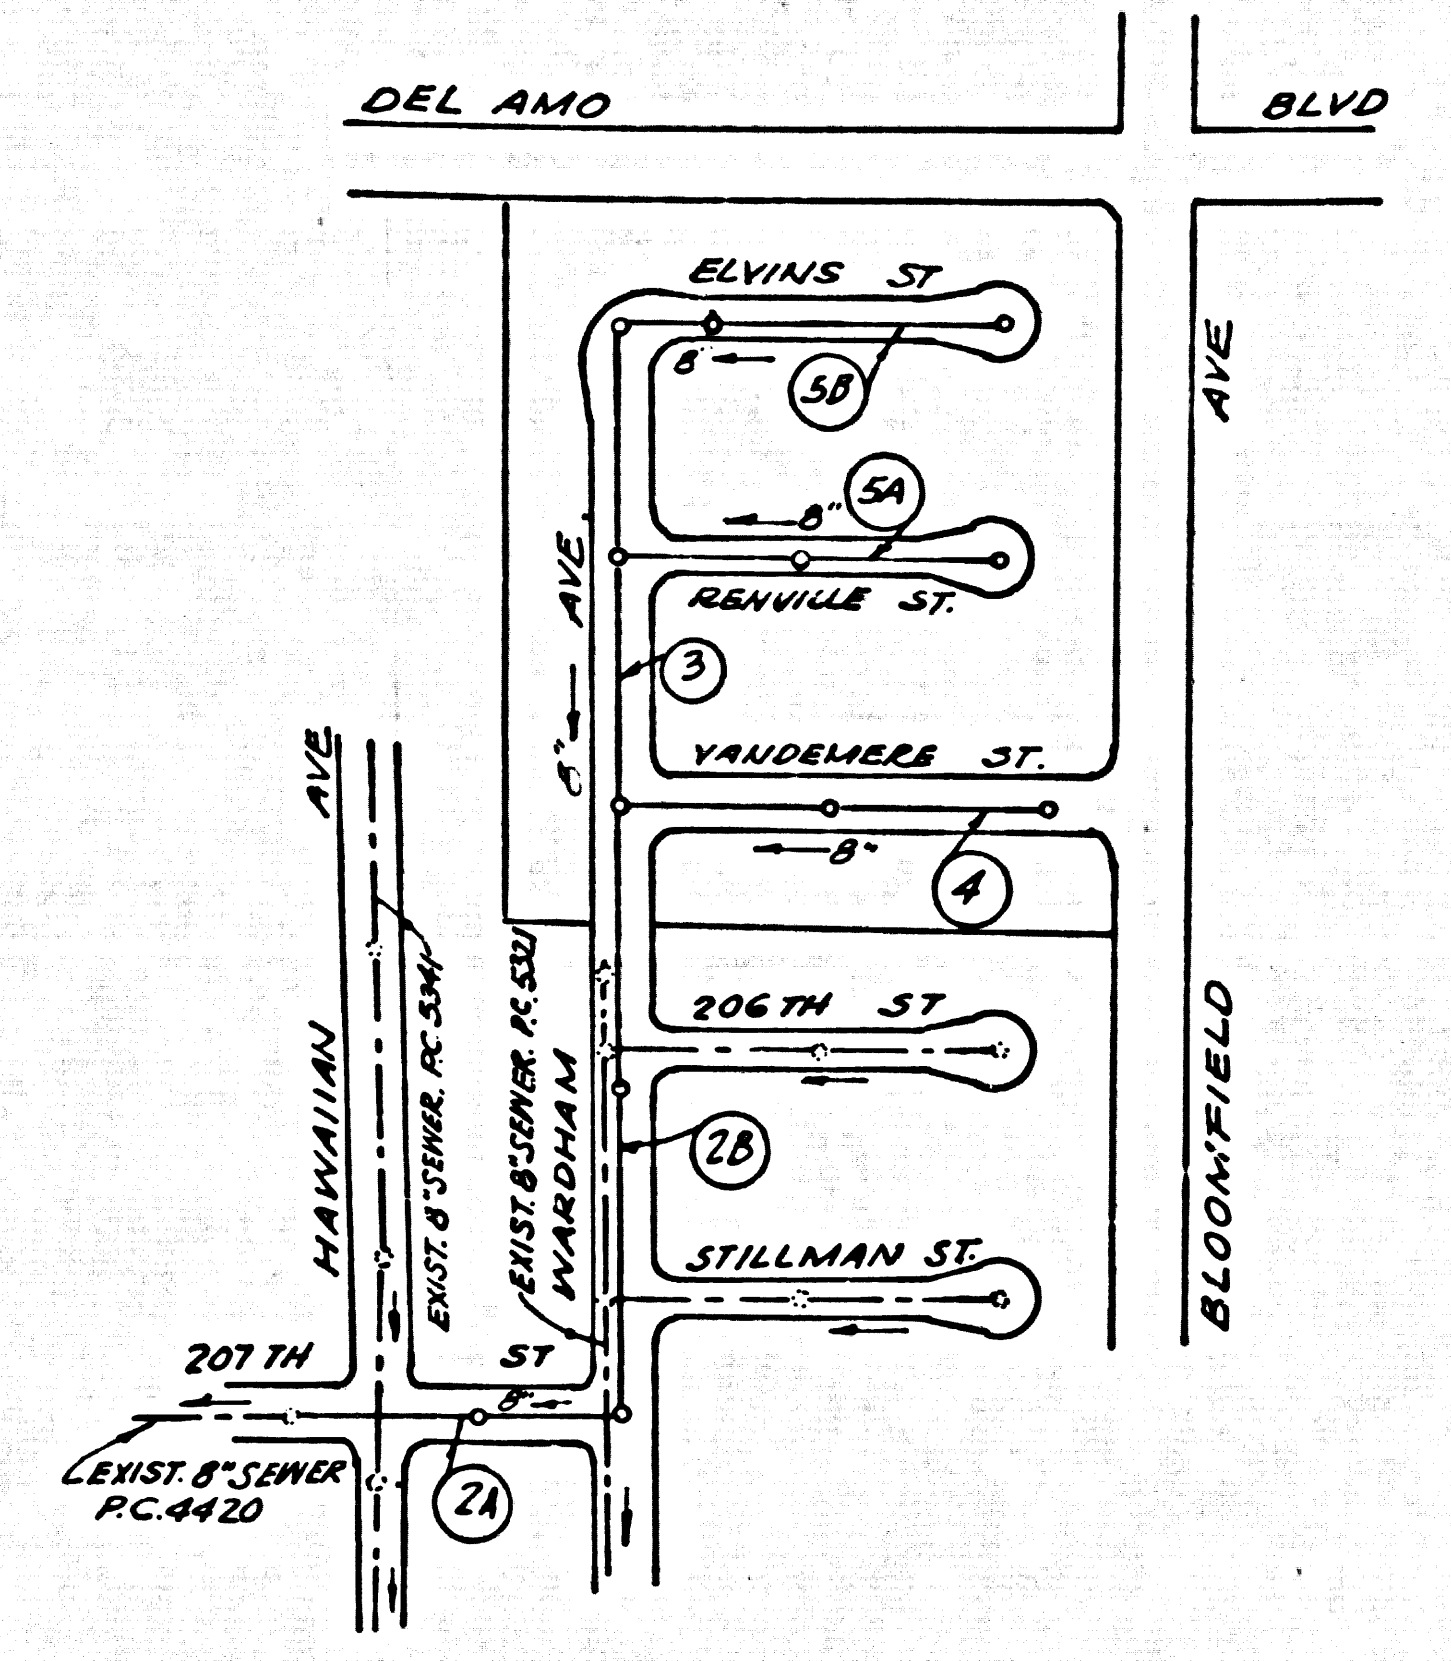 DEL AMO BLVD
ELVINS ST
8"
5B
AVE
5A
8"
AVE.
RENVILLE ST.
3
8"
AVE
VANDEMERE ST.
8"
4
206TH ST
HAWAIIAN
EXIST. 8"SEWER. P.C. 5341
EXIST. 8"SEWER. P.C. 5321
WARDHAM
2B
BLOOMFIELD
STILLMAN ST.
207TH ST
8"
EXIST. 8"SEWER
P.C.4420
2A